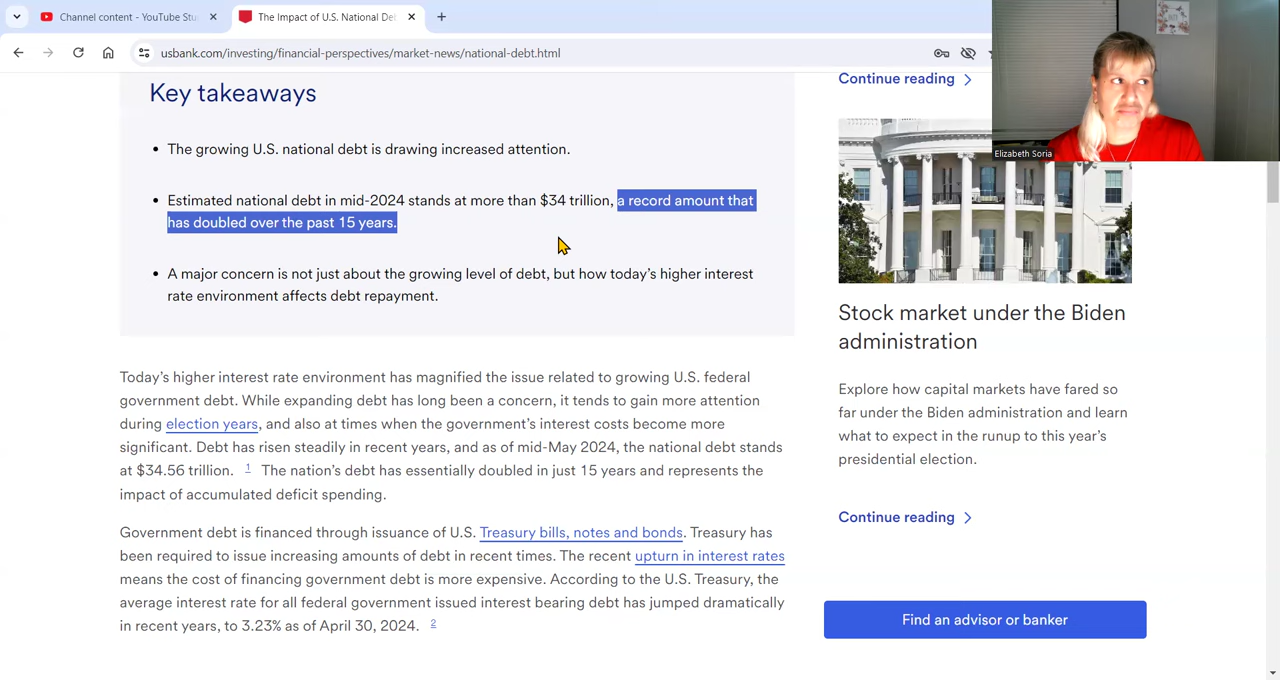 Channel content - YouTube Stu
The Impact of U.S. National De
usbank.com/investing/financial-perspectives/market-news/national-debt.html
Elizabeth Soria
Key takeaways
• The growing U.S. national debt is drawing increased attention.
• Estimated national debt in mid-2024 stands at more than $34 trillion, a record amount that
has doubled over the past 15 years.
• A major concern is not just about the growing level of debt, but how today's higher interest
rate environment affects debt repayment.
Today's higher interest rate environment has magnified the issue related to growing U.S. federal
government debt. While expanding debt has long been a concern, it tends to gain more attention
during election years, and also at times when the government's interest costs become more
significant. Debt has risen steadily in recent years, and as of mid-May 2024, the national debt stands
at $34.56 trillion. 1 The nation's debt has essentially doubled in just 15 years and represents the
impact of accumulated deficit spending.
Government debt is financed through issuance of U.S. Treasury bills, notes and bonds. Treasury has
been required to issue increasing amounts of debt in recent times. The recent upturn in interest rates
means the cost of financing government debt is more expensive. According to the U.S. Treasury, the
average interest rate for all federal government issued interest bearing debt has jumped dramatically
in recent years, to 3.23% as of April 30, 2024. 2
Continue reading
Stock market under the Biden
administration
Explore how capital markets have fared so
far under the Biden administration and learn
what to expect in the runup to this year's
presidential election.
Continue reading
Find an advisor or banker